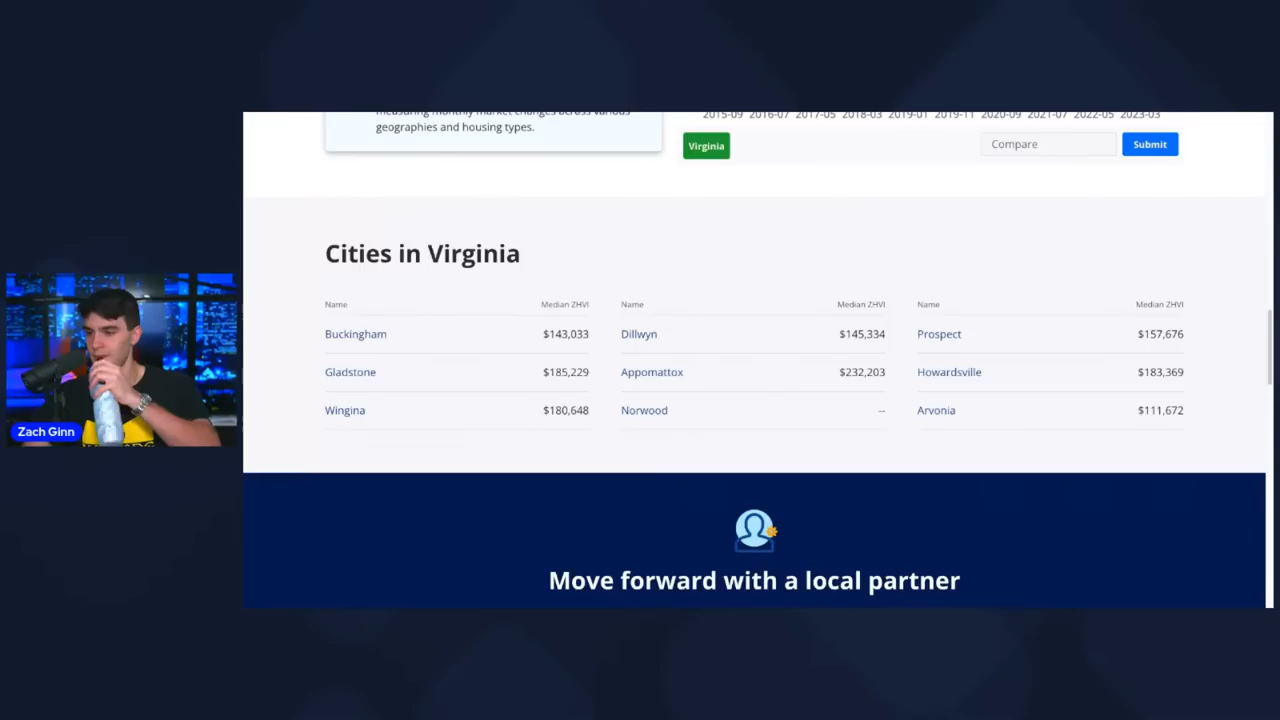 measuring monthly market changes across various
geographies and housing types.
2015-09 2016-07 2017-05 2018-03 2019-01 2019-11 2020-09 2021-07 2022-05 2023-03
Virginia
Compare
Submit
Cities in Virginia
Name Median ZHVI Name Median ZHVI Name Median ZHVI
Buckingham $143,033 Dillwyn $145,334 Prospect $157,676
Gladstone $185,229 Appomattox $232,203 Howardsville $183,369
Wingina $180,648 Norwood -- Arvonia $111,672
Zach Ginn
Move forward with a local partner